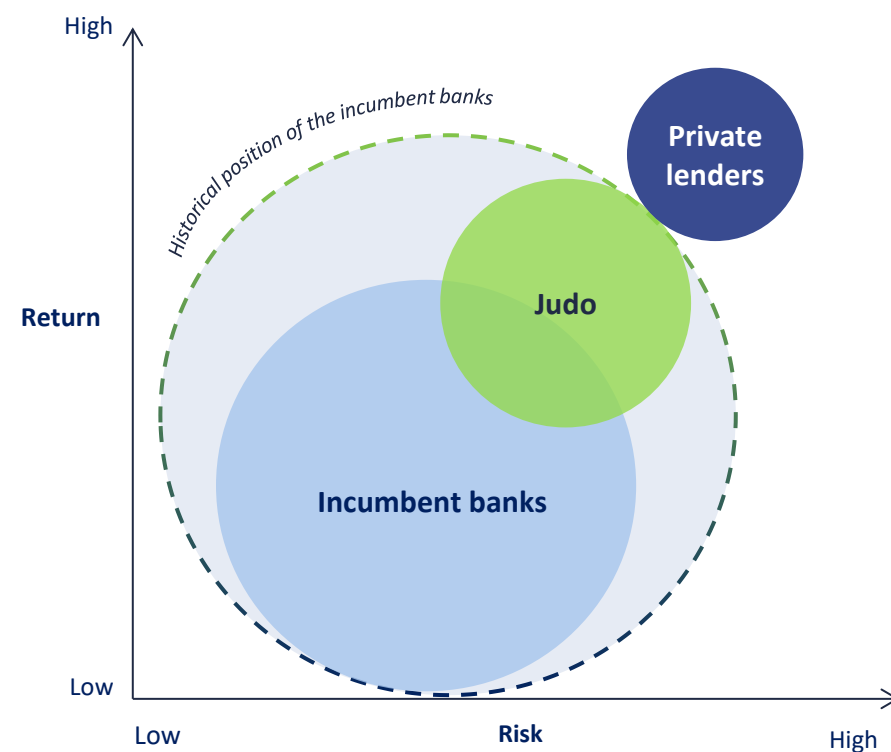 High
Historical position of the incumbent banks
Private
lenders
Judo
Return
Incumbent banks
Low
Low
Risk
High